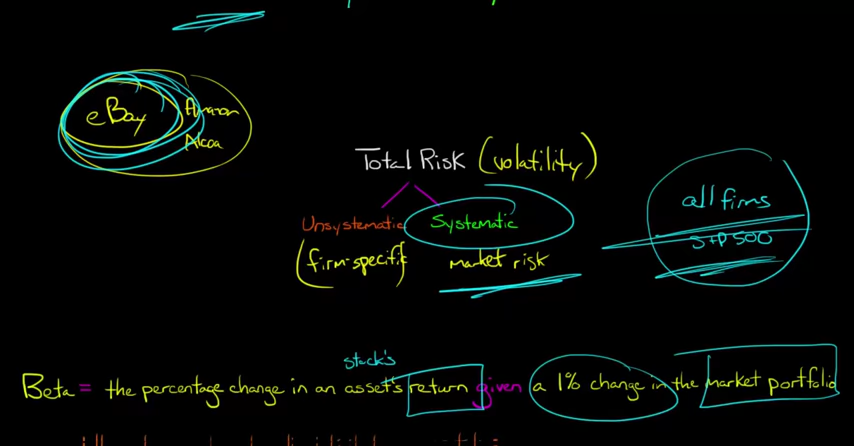 eBay
Amazon
Alcoa
Total Risk (volatility)
all firms
S+P 500
Unsystematic Systematic
(firm-specific) market risk
stock's
Beta = the percentage change in an asset's return given a 1% change in the market portfolio